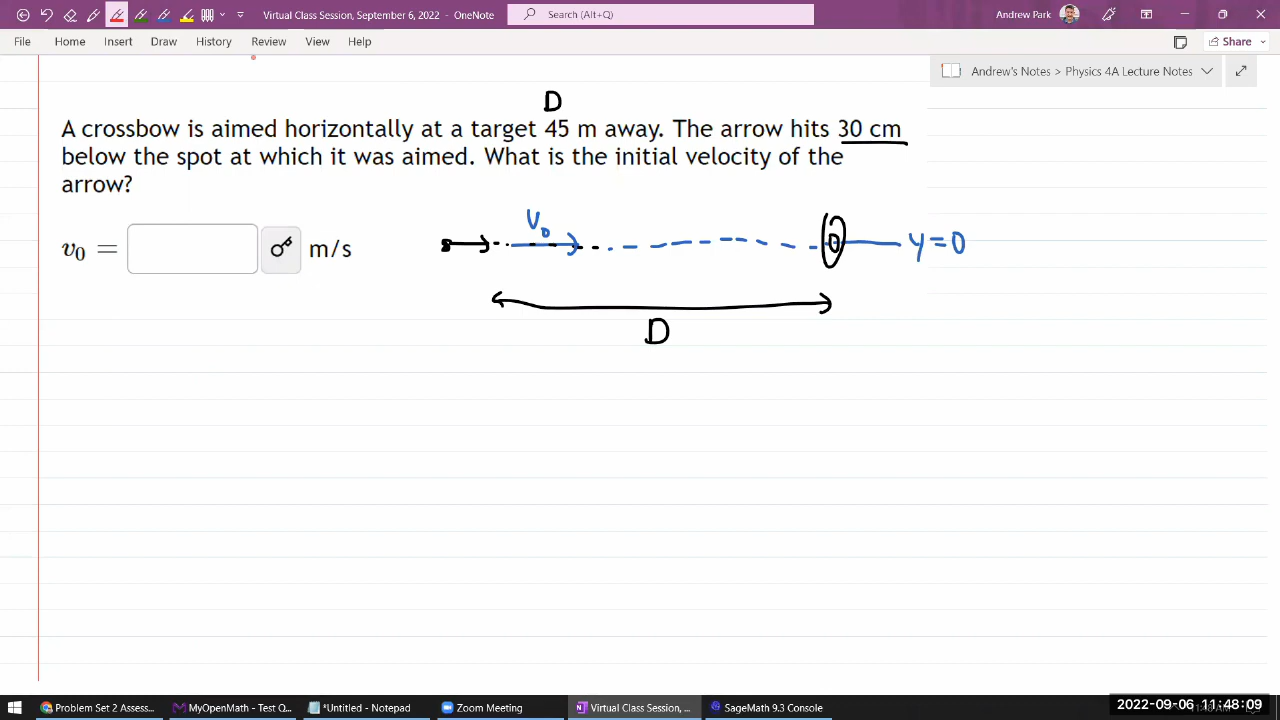 Virtual Class Session, September 6, 2022 - OneNote
Search (Alt+Q)
Andrew Park
File Home Insert Draw History Review View Help
Share
Andrew's Notes > Physics 4A Lecture Notes
D
A crossbow is aimed horizontally at a target 45 m away. The arrow hits 30 cm
below the spot at which it was aimed. What is the initial velocity of the
arrow?
v₀ = m/s
V₀
y=0
D
Problem Set 2 Assess...
MyOpenMath - Test Q...
*Untitled - Notepad
Zoom Meeting
Virtual Class Session, ...
SageMath 9.3 Console
2022-09-06 11:48:09